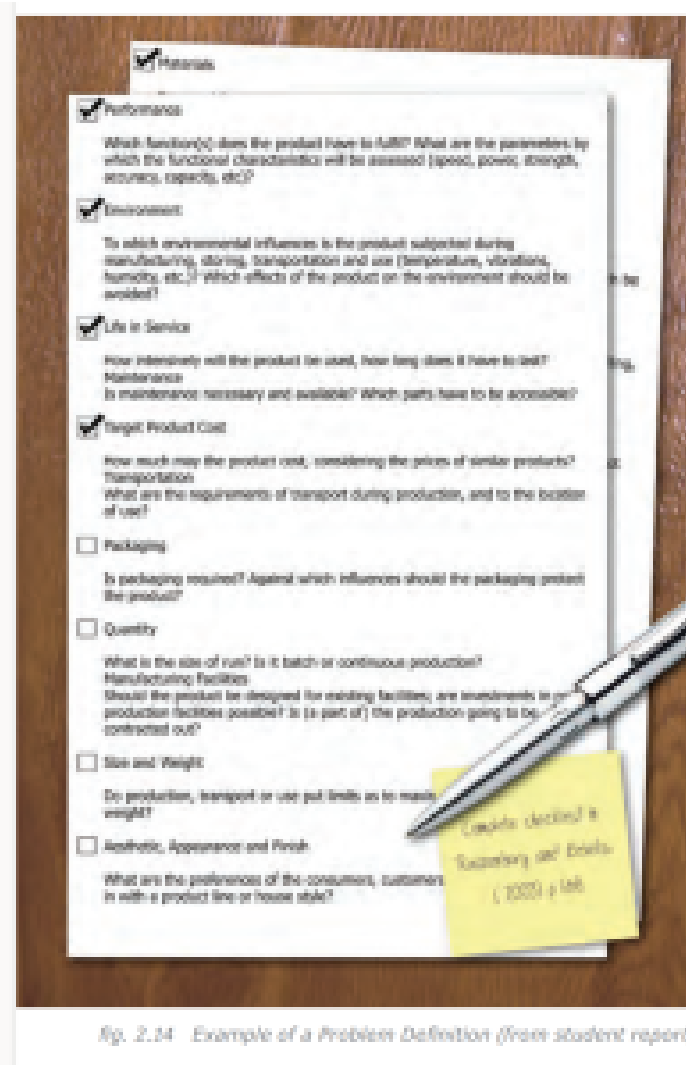 Materials
Performance
Which function(s) does the product have to fulfil? What are the parameters by
which the functional characteristics will be assessed (speed, power, strength,
accuracy, capacity, etc)?
Environment
To which environmental influences is the product subjected during
manufacturing, storing, transportation and use (temperature, vibrations,
humidity, etc.)? Which effects of the product on the environment should be
avoided?
Life in Service
How intensively will the product be used, how long does it have to last?
Maintenance
Is maintenance necessary and available? Which parts have to be accessible?
Target Product Cost
How much may the product cost, considering the prices of similar products?
Transportation
What are the requirements of transport during production, and to the location
of use?
Packaging
Is packaging required? Against which influences should the packaging protect
the product?
Quantity
What is the size of run? Is it batch or continuous production?
Manufacturing Facilities
Should the product be designed for existing facilities; are investments in
production facilities possible? Is (a part of) the production going to be
contracted out?
Size and Weight
Do production, transport or use put limits as to
weight?
Aesthetic, Appearance and Finish
What are the preferences of the consumers, customers
in with a product line or house style?
Complete checklist in
and
fig. 2.14 Example of a Problem Definition (from student report